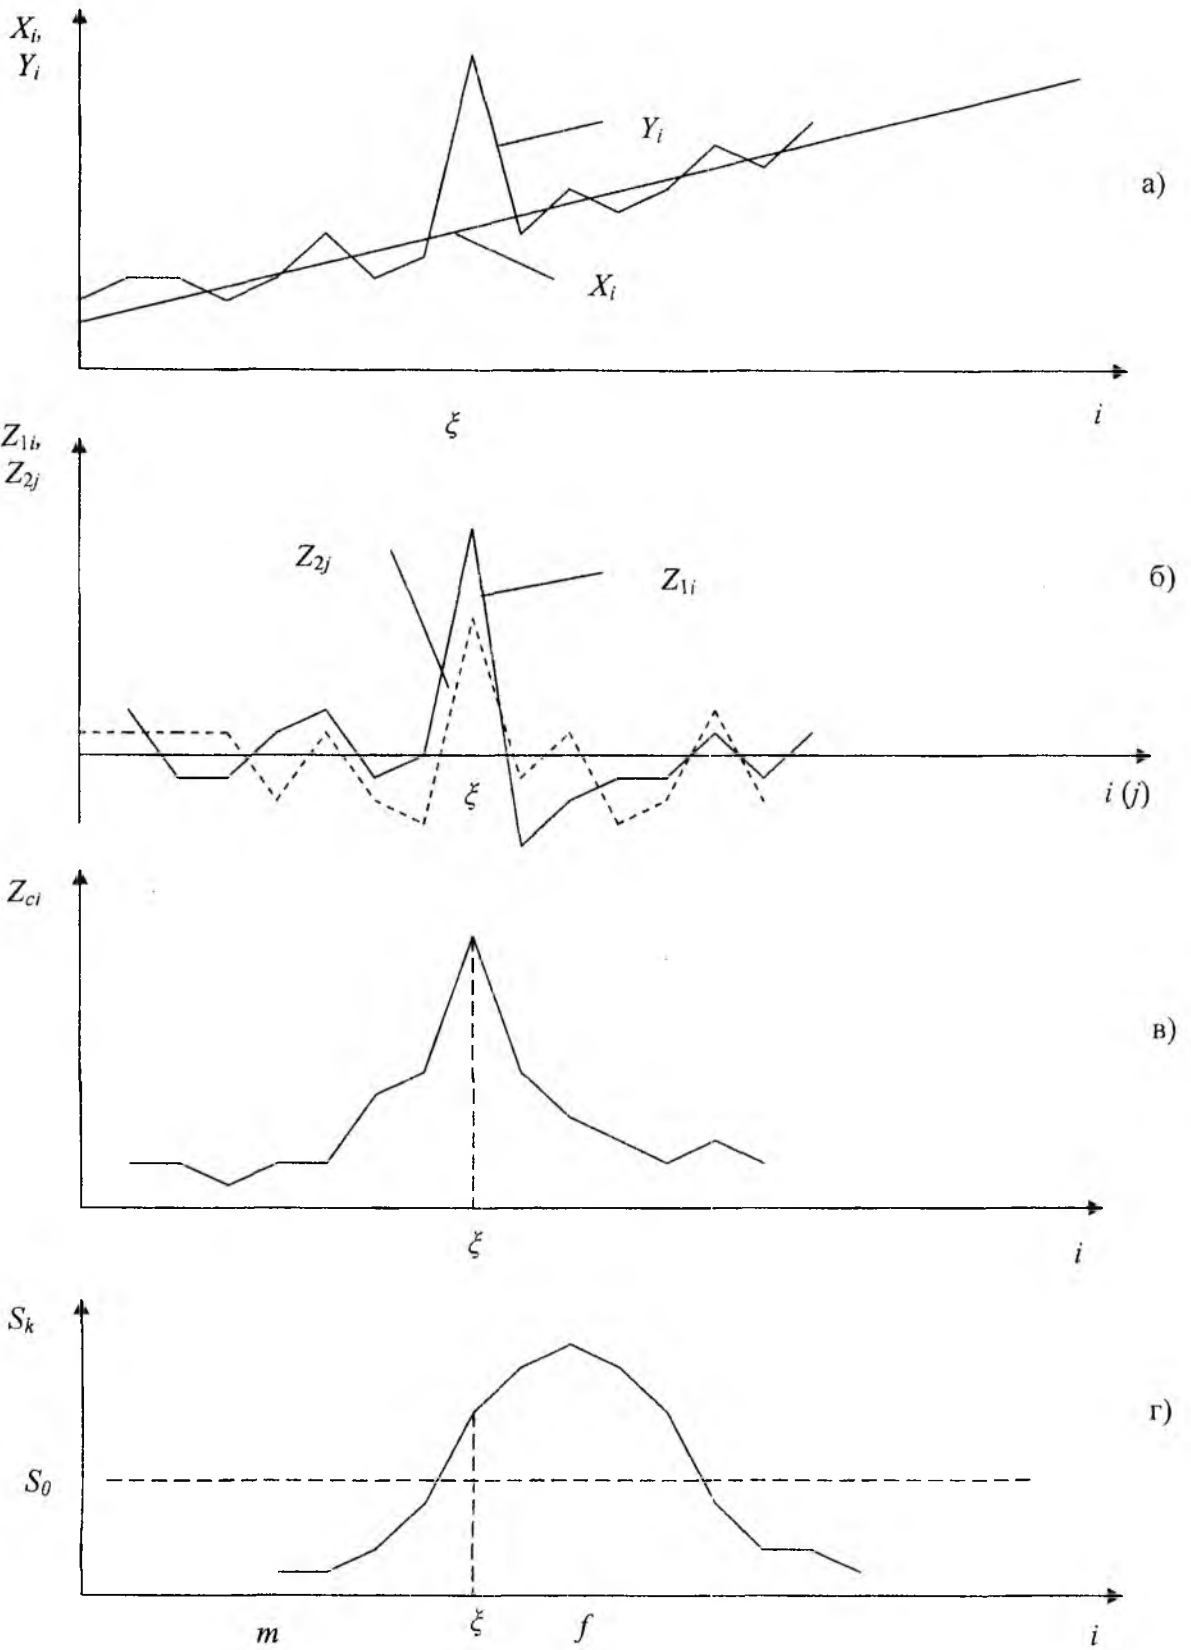 Xi,
Yi
Yi
а)
Xi
ξ
i
Z1i,
Z2j
Z2j
Z1i
б)
ξ
i (j)
Zci
в)
ξ
i
Sk
г)
S0
m
ξ
f
i